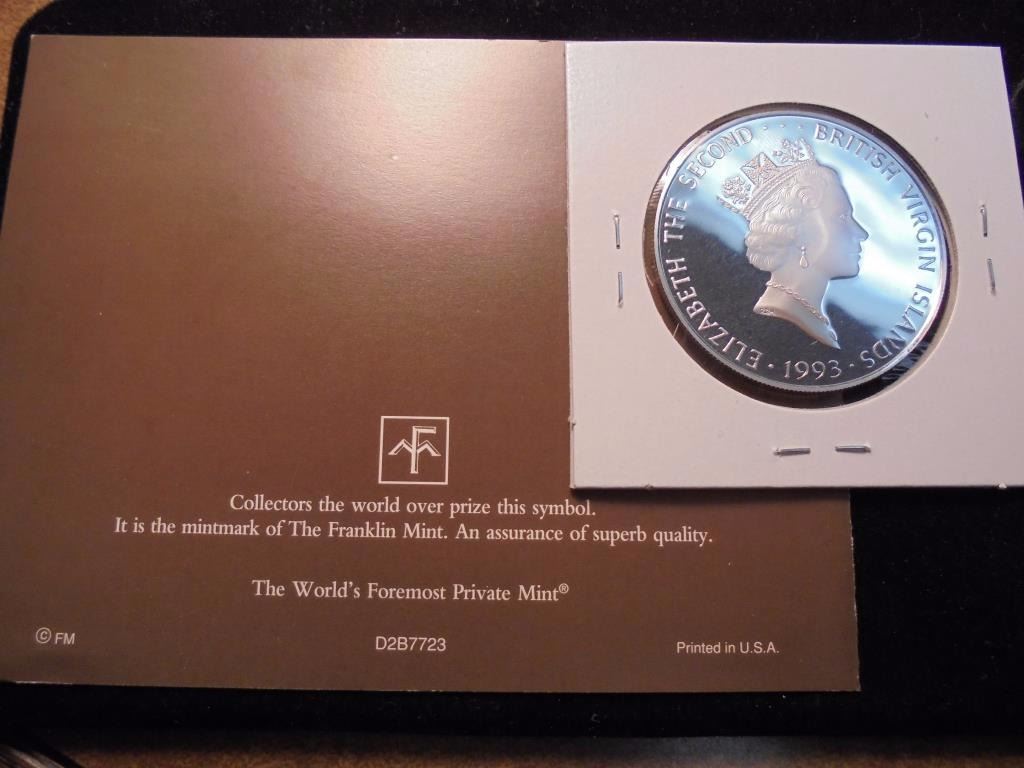 ELIZABETH THE SECOND · · · BRITISH VIRGIN ISLANDS
· 1993 ·
Collectors the world over prize this symbol.
It is the mintmark of The Franklin Mint. An assurance of superb quality.
The World's Foremost Private Mint®
© FM
D2B7723
Printed in U.S.A.